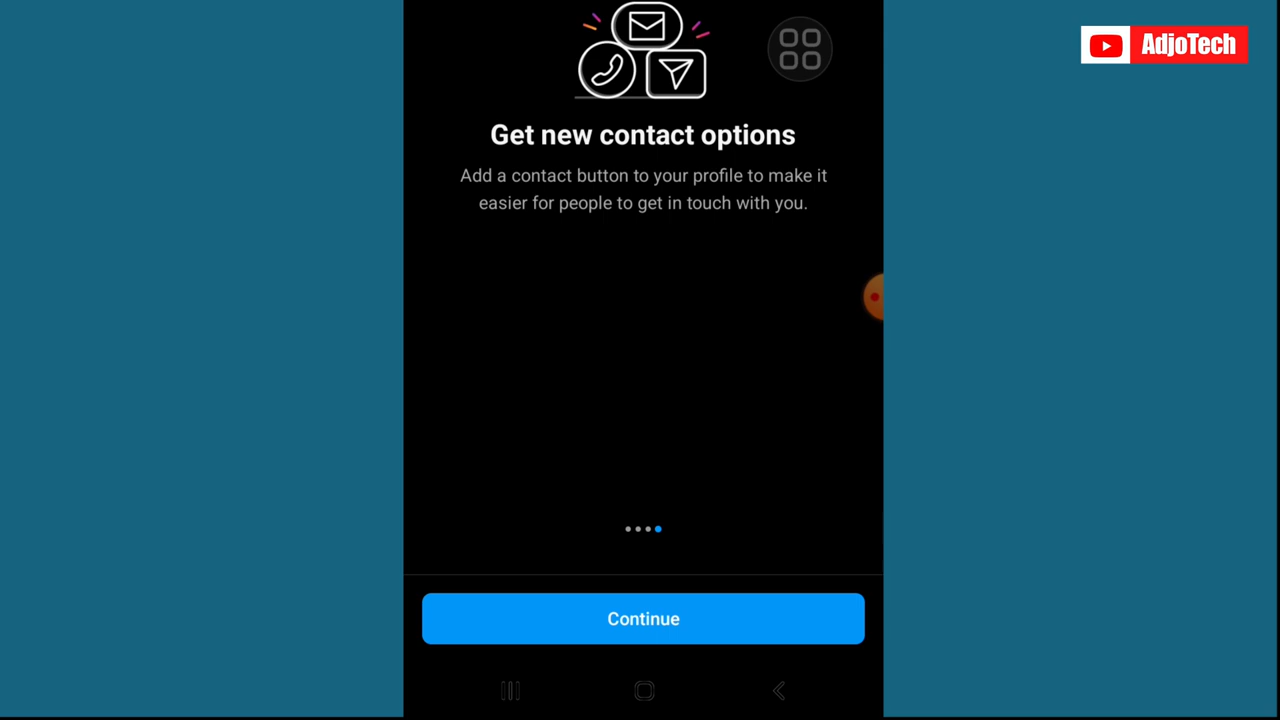 AdjoTech
Get new contact options
Add a contact button to your profile to make it
easier for people to get in touch with you.
Continue